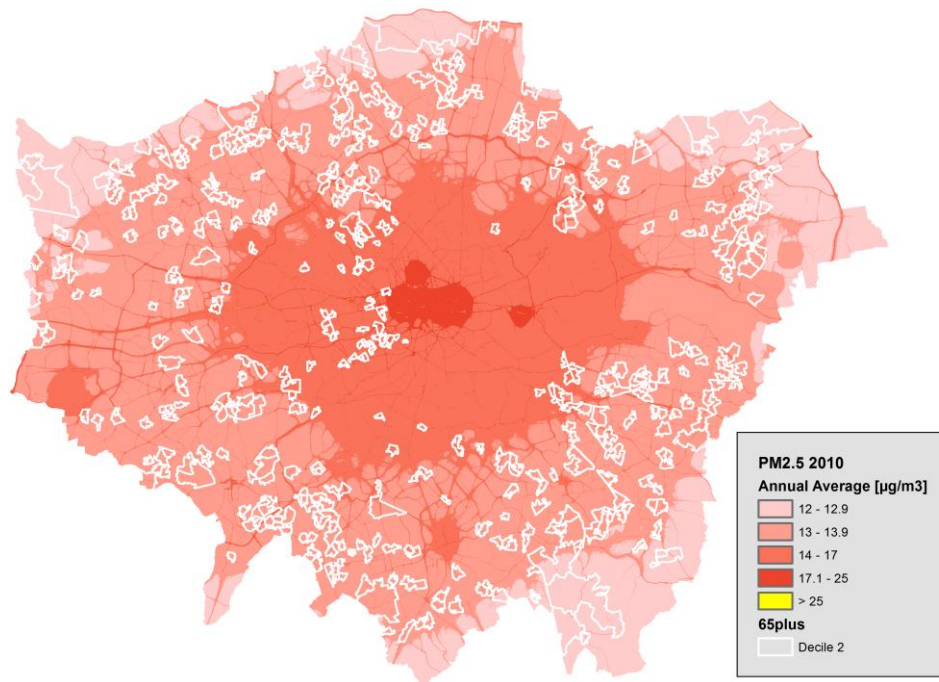 PM2.5 2010
Annual Average [µg/m3]
12 - 12.9
13 - 13.9
14 - 17
17.1 - 25
> 25
65plus
Decile 2